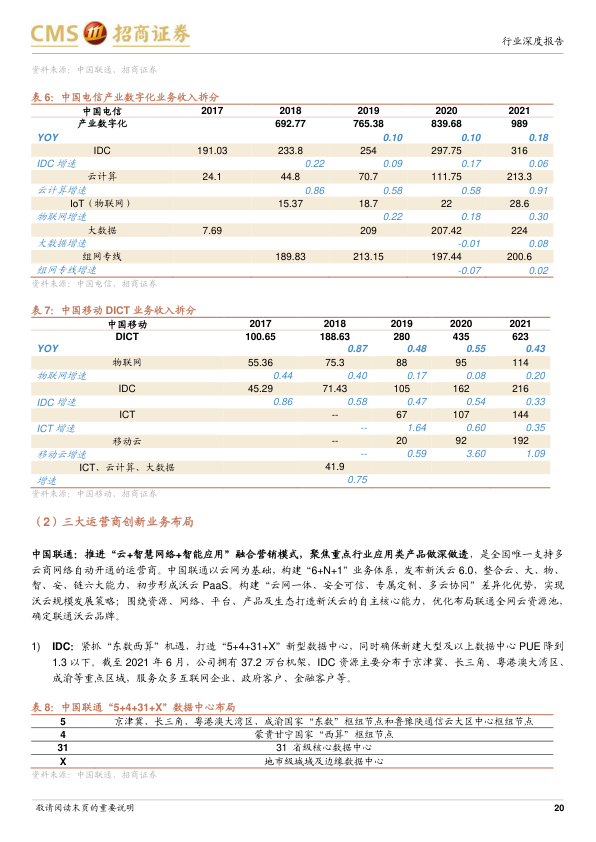 CMS 招商证券
行业深度报告
资料来源：中国联通、招商证券
表 6：中国电信产业数字化业务收入拆分
中国电信 2017 2018 2019 2020 2021
产业数字化 692.77 765.38 839.68 989
YOY 0.10 0.10 0.18
IDC 191.03 233.8 254 297.75 316
IDC 增速 0.22 0.09 0.17 0.06
云计算 24.1 44.8 70.7 111.75 213.3
云计算增速 0.86 0.58 0.58 0.91
IoT（物联网） 15.37 18.7 22 28.6
物联网增速 0.22 0.18 0.30
大数据 7.69 209 207.42 224
大数据增速 -0.01 0.08
组网专线 189.83 213.15 197.44 200.6
组网专线增速 -0.07 0.02
资料来源：中国电信、招商证券
表 7：中国移动 DICT 业务收入拆分
中国移动 2017 2018 2019 2020 2021
DICT 100.65 188.63 280 435 623
YOY 0.87 0.48 0.55 0.43
物联网 55.36 75.3 88 95 114
物联网增速 0.44 0.40 0.17 0.08 0.20
IDC 45.29 71.43 105 162 216
IDC 增速 0.86 0.58 0.47 0.54 0.33
ICT -- 67 107 144
ICT 增速 -- 1.64 0.60 0.35
移动云 -- 20 92 192
移动云增速 -- 0.59 3.60 1.09
ICT、云计算、大数据 41.9
增速 0.75
资料来源：中国移动、招商证券
（2）三大运营商创新业务布局
中国联通：推进“云+智慧网络+智能应用”融合营销模式，聚焦重点行业应用类产品做深做透，是全国唯一支持多
云商网络自动开通的运营商。中国联通以云网为基础，构建“6+N+1”业务体系，发布新沃云 6.0，整合云、大、物、
智、安、链六大能力、初步形成沃云 PaaS。构建“云网一体、安全可信、专属定制、多云协同”差异化优势，实现
沃云规模发展策略；围绕资源、网络、平台、产品及生态打造新沃云的自主核心能力，优化布局联通全网云资源池，
确定联通沃云品牌。
1) IDC：紧抓“东数西算”机遇，打造“5+4+31+X”新型数据中心，同时确保新建大型及以上数据中心 PUE 降到
1.3 以下。截至 2021 年 6 月，公司拥有 37.2 万台机架，IDC 资源主要分布于京津冀、长三角、粤港澳大湾区、
成渝等重点区域，服务众多互联网企业、政府客户、金融客户等。
表 8：中国联通“5+4+31+X”数据中心布局
5 京津冀、长三角、粤港澳大湾区、成渝国家“东数”枢纽节点和鲁豫陕通信云大区中心枢纽节点
4 蒙贵甘宁国家“西算”枢纽节点
31 31 省级核心数据中心
X 地市级城域及边缘数据中心
资料来源：中国联通、招商证券
敬请阅读末页的重要说明
20